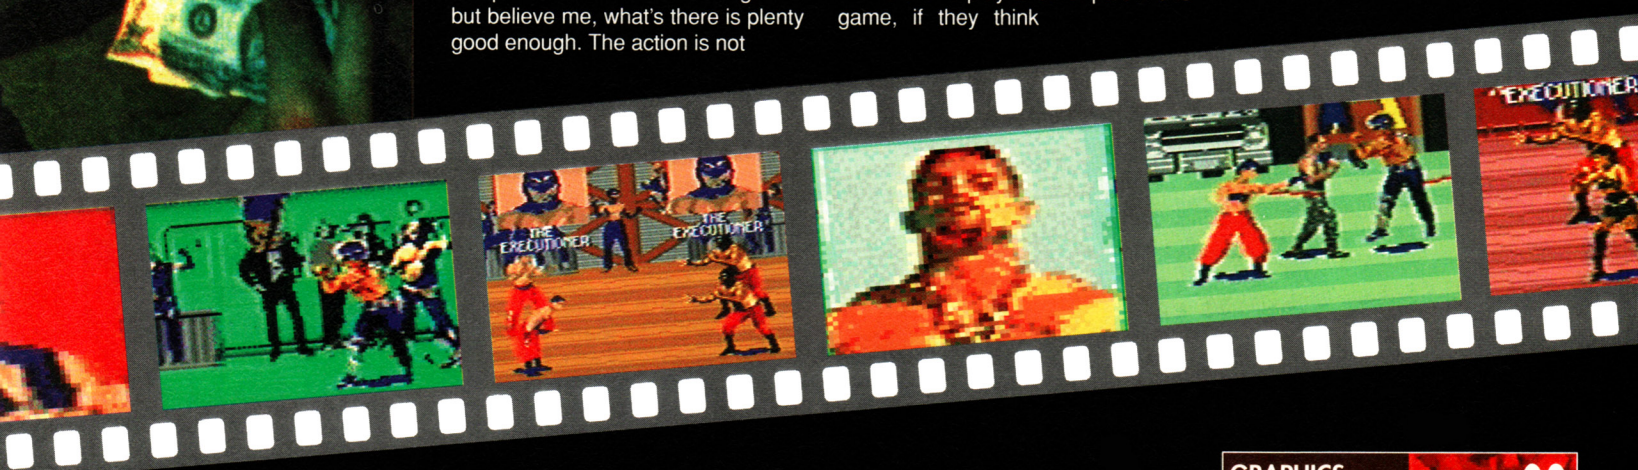 but believe me, what's there is plenty
good enough. The action is not
game, if they think
THE
EXECUTIONER
THE
EXECUTIONER
"EXECUTIONER
GRAPHICS